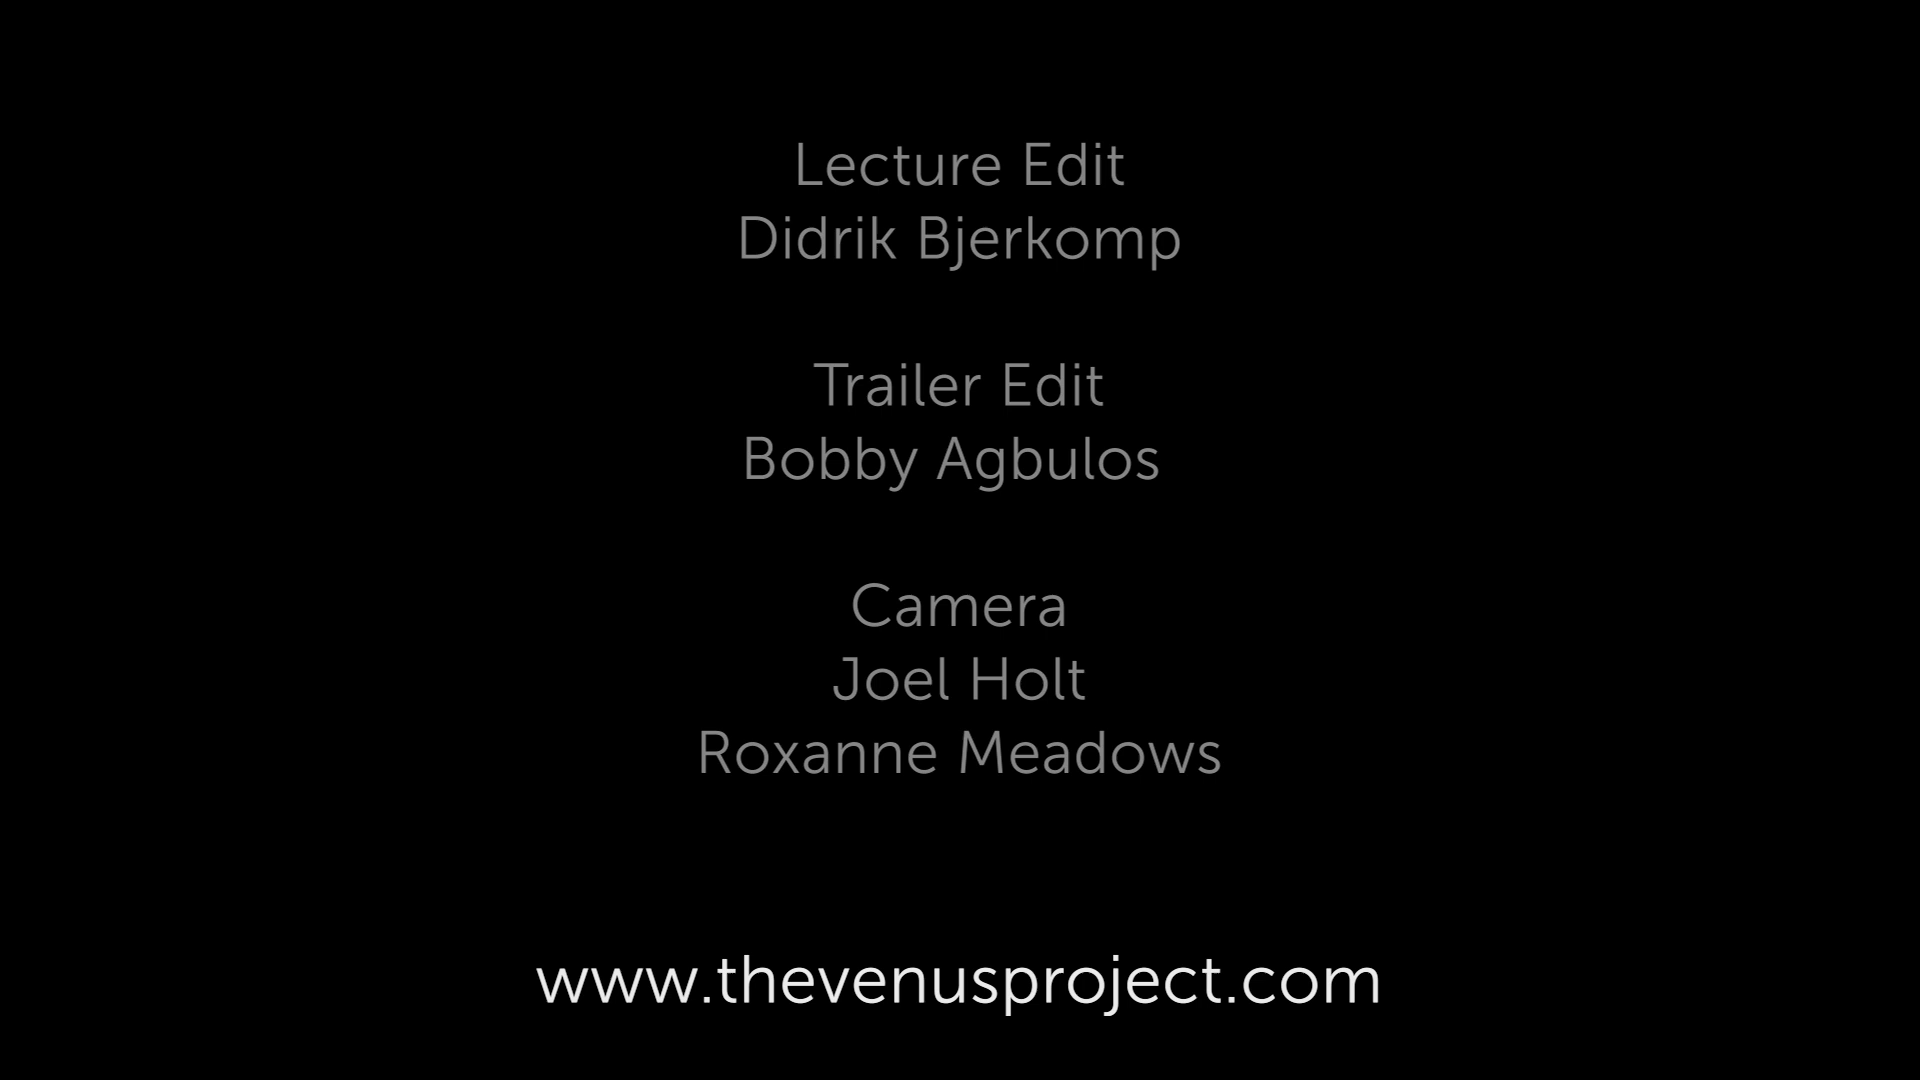 Lecture Edit
Didrik Bjerkomp
Trailer Edit
Bobby Agbulos
Camera
Joel Holt
Roxanne Meadows
www.thevenusproject.com